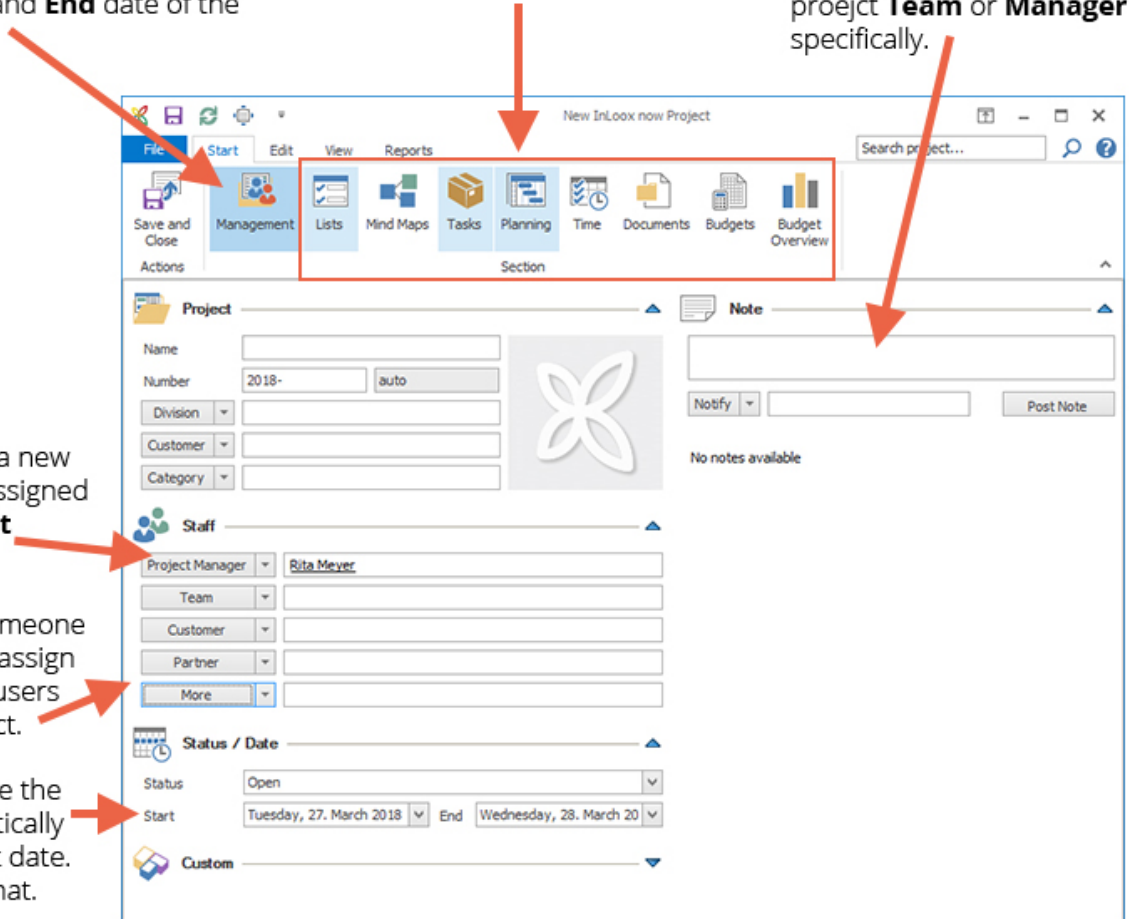 and End date of the
proejct Team or Manager
specifically.
New InLoox now Project
File Start Edit View Reports
Search project...
Save and Close
Management
Lists
Mind Maps
Tasks
Planning
Time
Documents
Budgets
Budget Overview
Actions
Section
Project
Note
Name
Number 2018- auto
Division
Customer
Category
Notify
Post Note
No notes available
a new
ssigned
t
Staff
Project Manager Rita Meyer
Team
Customer
Partner
More
meone
assign
users
ct.
Status / Date
Status Open
Start Tuesday, 27. March 2018 End Wednesday, 28. March 20
e the
tically
date.
nat.
Custom